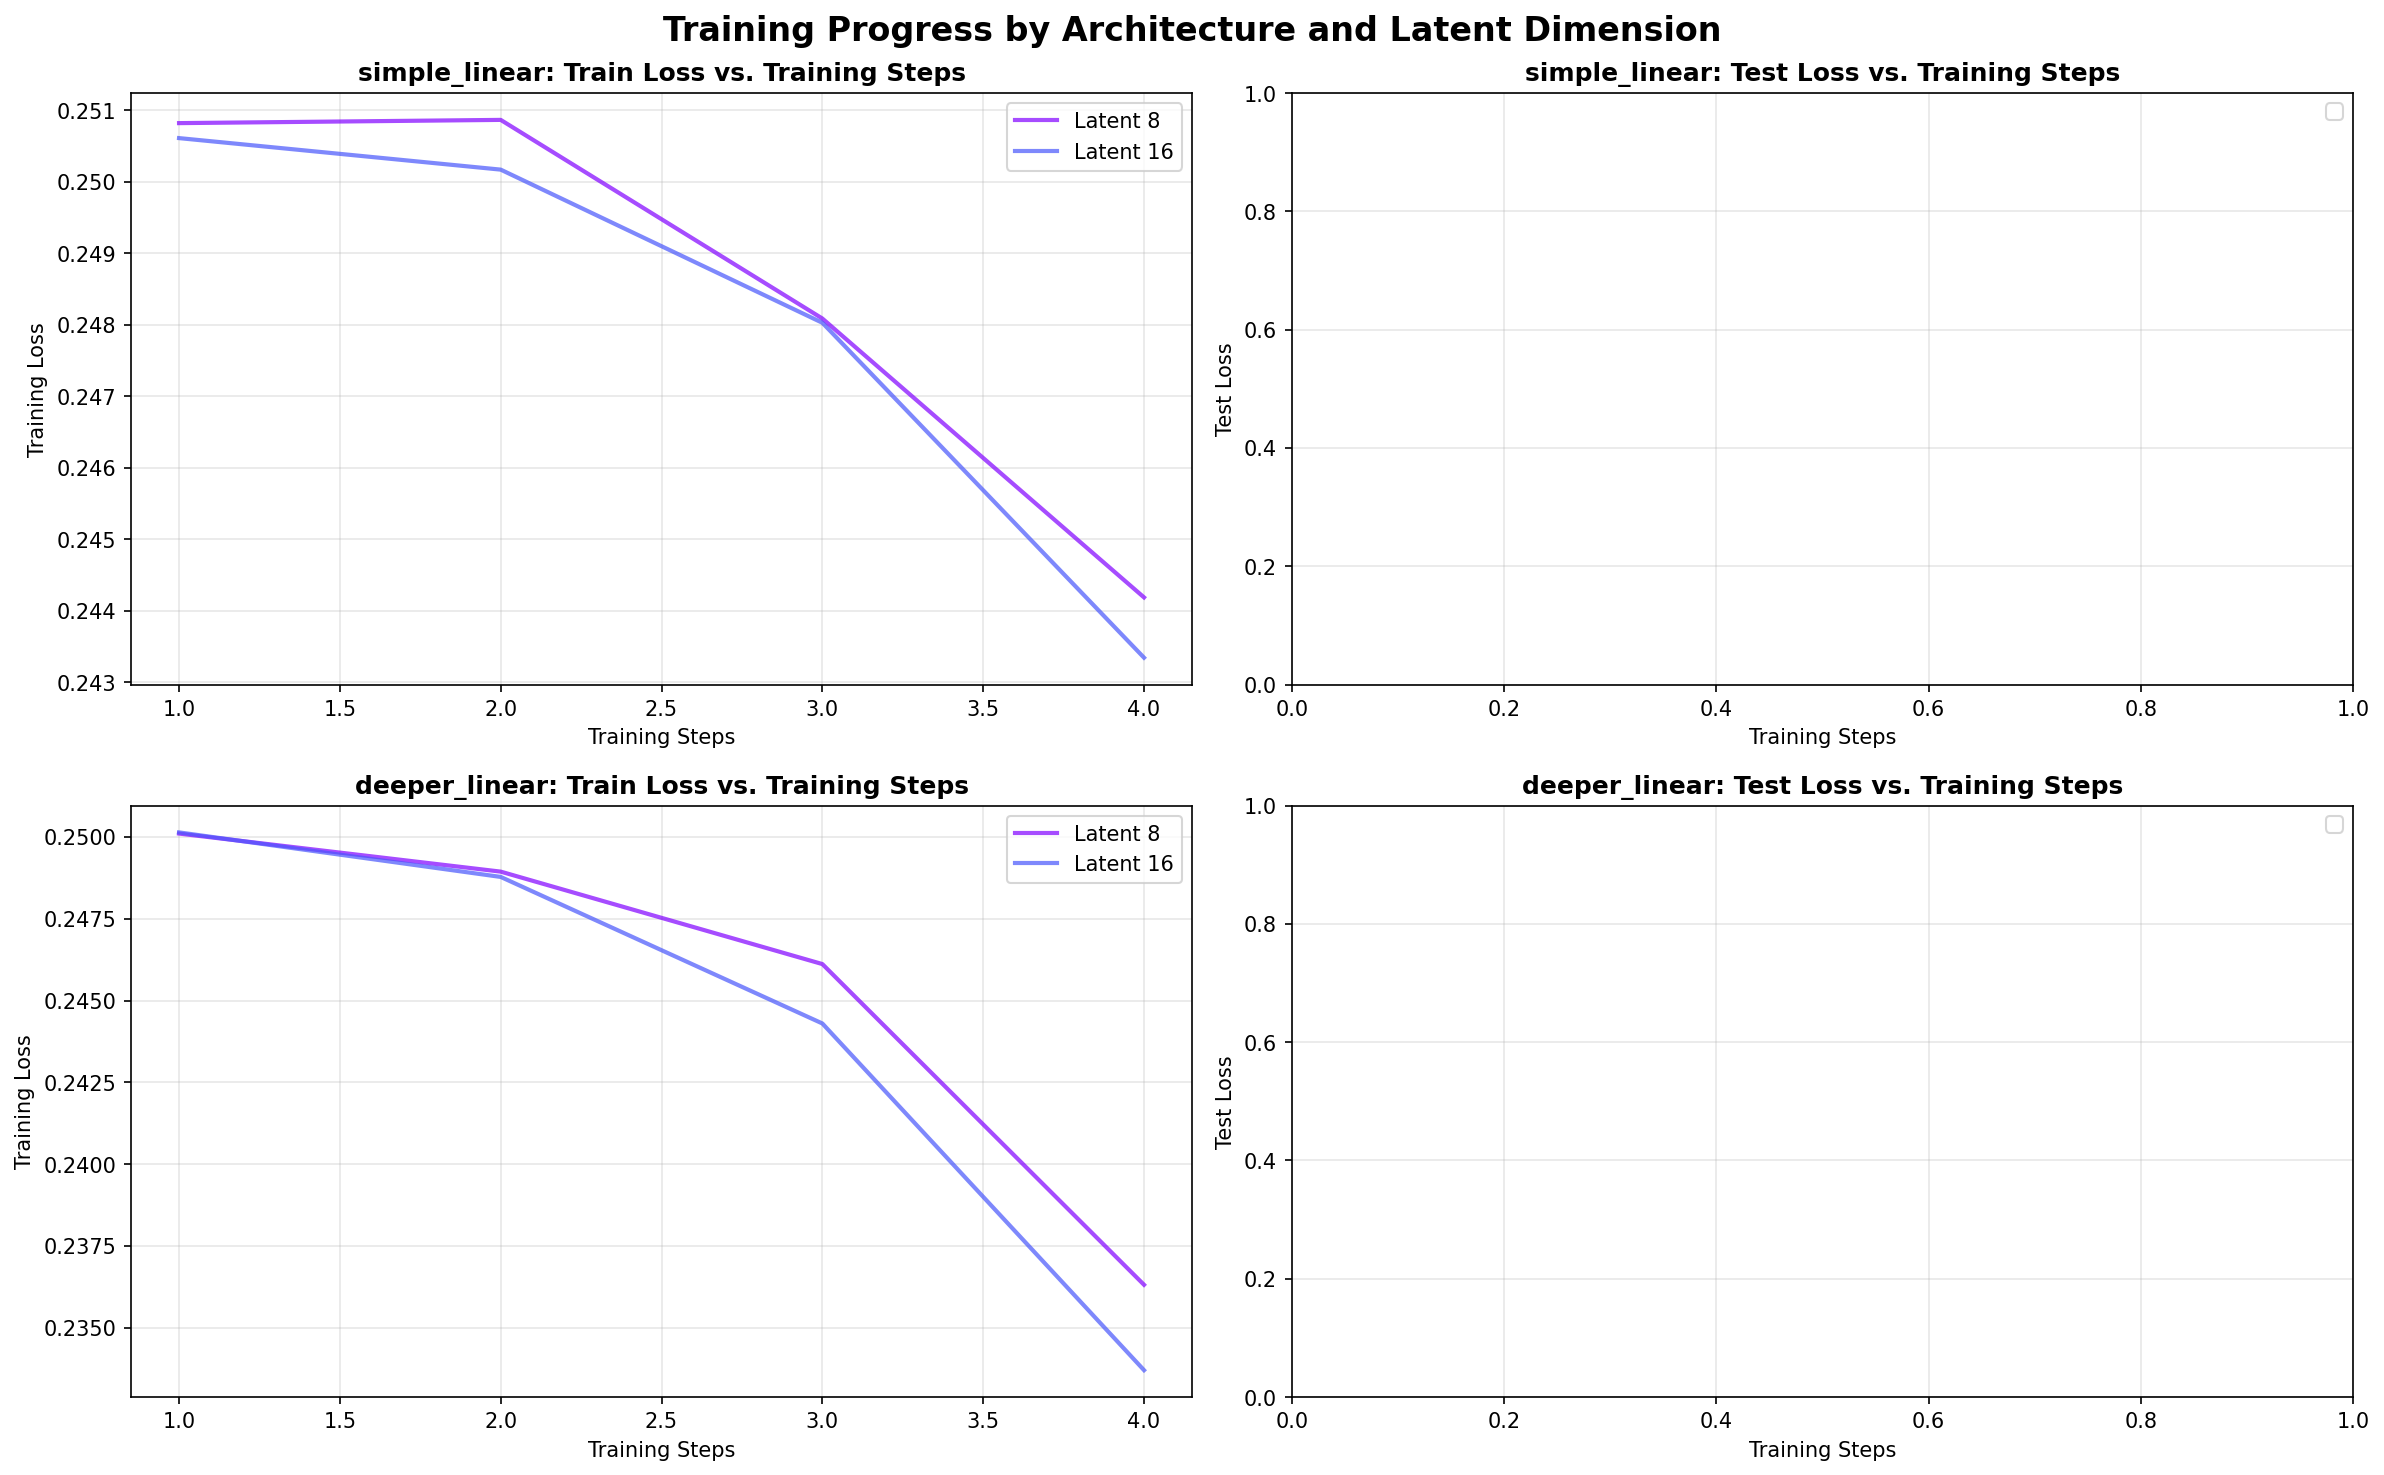 Training Progress by Architecture and Latent Dimension
simple_linear: Train Loss vs. Training Steps
0.251
0.250
0.249
0.248
0.247
0.246
0.245
0.244
0.243
Training Loss
Latent 8
Latent 16
1.0 1.5 2.0 2.5 3.0 3.5 4.0
Training Steps
simple_linear: Test Loss vs. Training Steps
1.0
0.8
0.6
0.4
0.2
0.0
Test Loss
0.0 0.2 0.4 0.6 0.8 1.0
Training Steps
deeper_linear: Train Loss vs. Training Steps
0.2500
0.2475
0.2450
0.2425
0.2400
0.2375
0.2350
Training Loss
Latent 8
Latent 16
1.0 1.5 2.0 2.5 3.0 3.5 4.0
Training Steps
deeper_linear: Test Loss vs. Training Steps
1.0
0.8
0.6
0.4
0.2
0.0
Test Loss
0.0 0.2 0.4 0.6 0.8 1.0
Training Steps